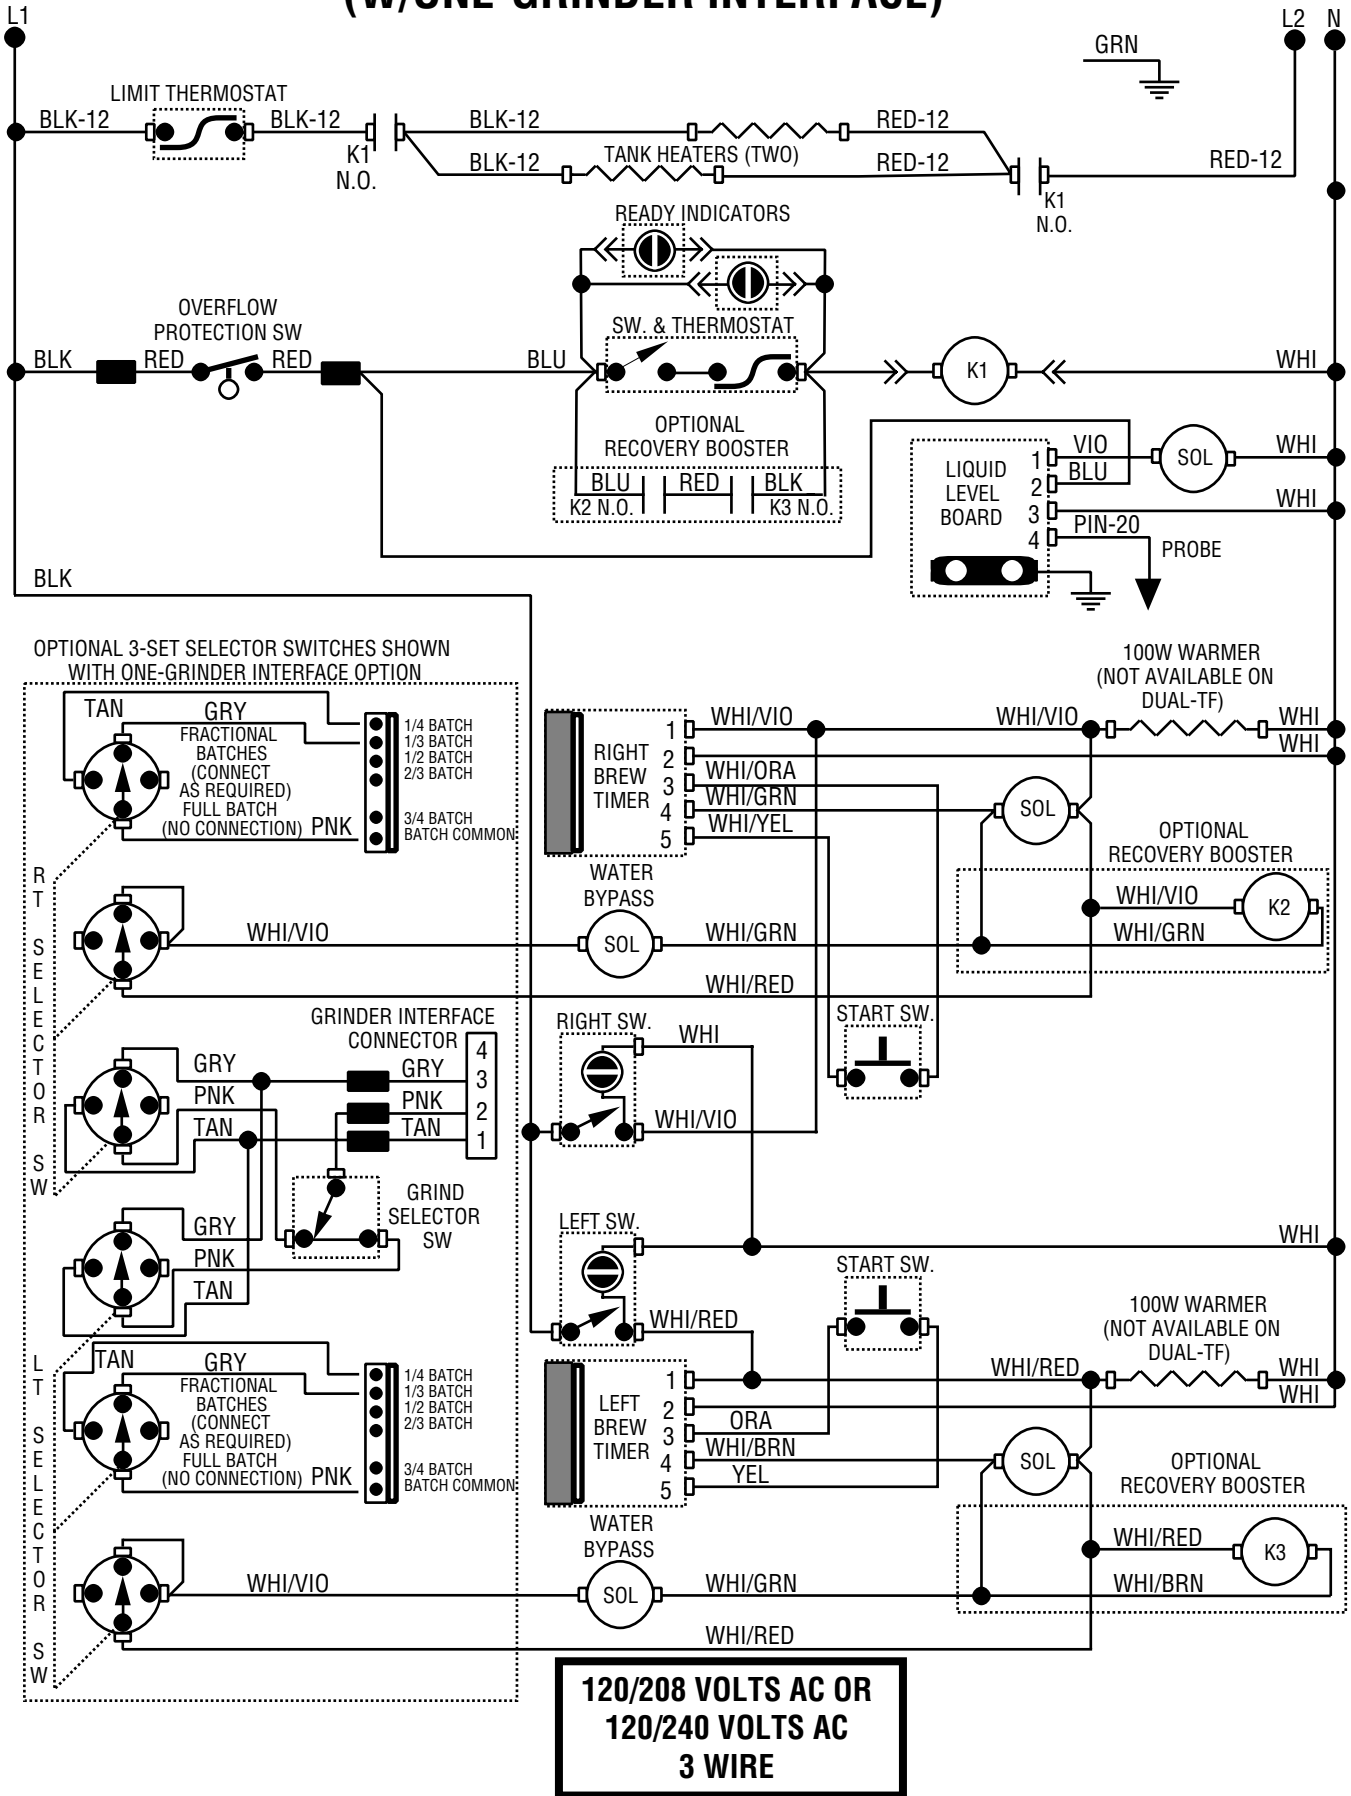 (W/ONE-GRINDER INTERFACE)
L1
L2 N
GRN
LIMIT THERMOSTAT
BLK-12
BLK-12
K1
N.O.
BLK-12
BLK-12
TANK HEATERS (TWO)
RED-12
RED-12
K1
N.O.
RED-12
READY INDICATORS
OVERFLOW
PROTECTION SW
SW. & THERMOSTAT
BLK
RED
RED
BLU
K1
WHI
OPTIONAL
RECOVERY BOOSTER
BLU
RED
BLK
K2 N.O.
K3 N.O.
LIQUID
LEVEL
BOARD
1
2
3
4
VIO
BLU
PIN-20
SOL
WHI
WHI
PROBE
BLK
OPTIONAL 3-SET SELECTOR SWITCHES SHOWN
WITH ONE-GRINDER INTERFACE OPTION
TAN
GRY
FRACTIONAL
BATCHES
(CONNECT
AS REQUIRED)
FULL BATCH
(NO CONNECTION)
PNK
1/4 BATCH
1/3 BATCH
1/2 BATCH
2/3 BATCH
3/4 BATCH
BATCH COMMON
RIGHT
BREW
TIMER
1
2
3
4
5
WHI/VIO
WHI/ORA
WHI/GRN
WHI/YEL
WHI/VIO
100W WARMER
(NOT AVAILABLE ON
DUAL-TF)
WHI
WHI
SOL
OPTIONAL
RECOVERY BOOSTER
WHI/VIO
K2
WHI/GRN
WATER
BYPASS
SOL
WHI/VIO
WHI/GRN
WHI/RED
RT SELECTOR SW
GRINDER INTERFACE
CONNECTOR
4
3
2
1
GRY
PNK
TAN
GRY
PNK
TAN
RIGHT SW.
WHI
WHI/VIO
START SW.
GRIND
SELECTOR
SW
GRY
PNK
TAN
LEFT SW.
WHI
WHI/RED
START SW.
LT SELECTOR SW
TAN
GRY
FRACTIONAL
BATCHES
(CONNECT
AS REQUIRED)
FULL BATCH
(NO CONNECTION)
PNK
1/4 BATCH
1/3 BATCH
1/2 BATCH
2/3 BATCH
3/4 BATCH
BATCH COMMON
LEFT
BREW
TIMER
1
2
3
4
5
ORA
WHI/BRN
YEL
WHI/RED
100W WARMER
(NOT AVAILABLE ON
DUAL-TF)
WHI
WHI
SOL
OPTIONAL
RECOVERY BOOSTER
WHI/RED
K3
WHI/BRN
WATER
BYPASS
SOL
WHI/VIO
WHI/GRN
WHI/RED
120/208 VOLTS AC OR
120/240 VOLTS AC
3 WIRE